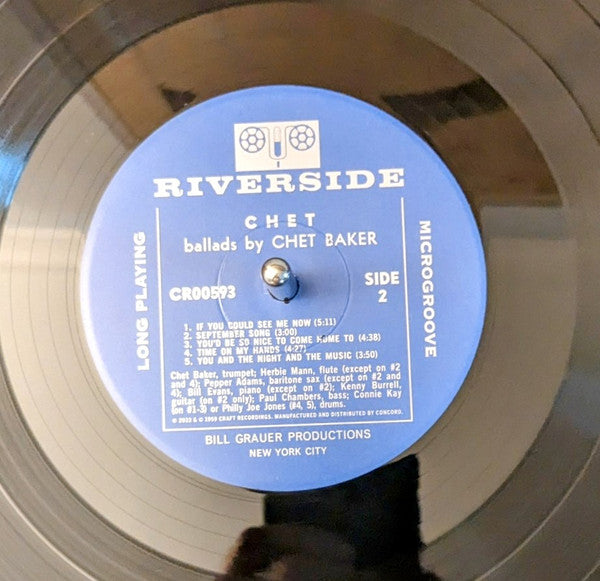 RIVERSIDE
CHET
ballads by CHET BAKER
LONG PLAYING
MICROGROOVE
CR00593
SIDE
2
1. IF YOU COULD SEE ME NOW (5:11)
2. SEPTEMBER SONG (3:00)
3. YOU'D BE SO NICE TO COME HOME TO (4:38)
4. TIME ON MY HANDS (4:27)
5. YOU AND THE NIGHT AND THE MUSIC (3:50)
Chet Baker, trumpet; Herbie Mann, flute (except on #2
and 4); Pepper Adams, baritone sax (except on #2 and
4); Bill Evans, piano (except on #2); Kenny Burrell,
guitar (on #2 only); Paul Chambers, bass; Connie Kay
(on #1-3) or Philly Joe Jones (#4, 5), drums.
℗ 2022 & © 1959 CRAFT RECORDINGS. MANUFACTURED AND DISTRIBUTED BY CONCORD.
BILL GRAUER PRODUCTIONS
NEW YORK CITY